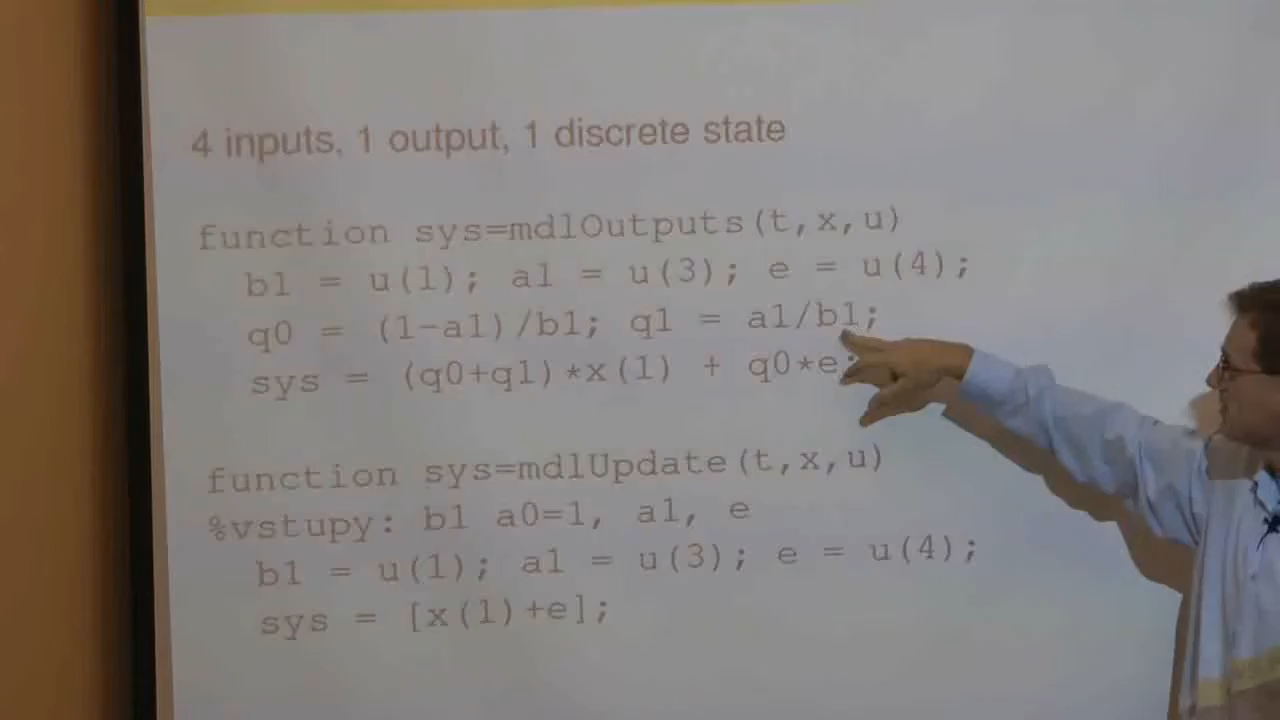 4 inputs, 1 output, 1 discrete state
function sys=mdlOutputs(t,x,u)
b1 = u(1); a1 = u(3); e = u(4);
q0 = (1-a1)/b1; q1 = a1/b1;
sys = (q0+q1)*x(1) + q0*e;
function sys=mdlUpdate(t,x,u)
%vstupy: b1 a0=1, a1, e
b1 = u(1); a1 = u(3); e = u(4);
sys = [x(1)+e];